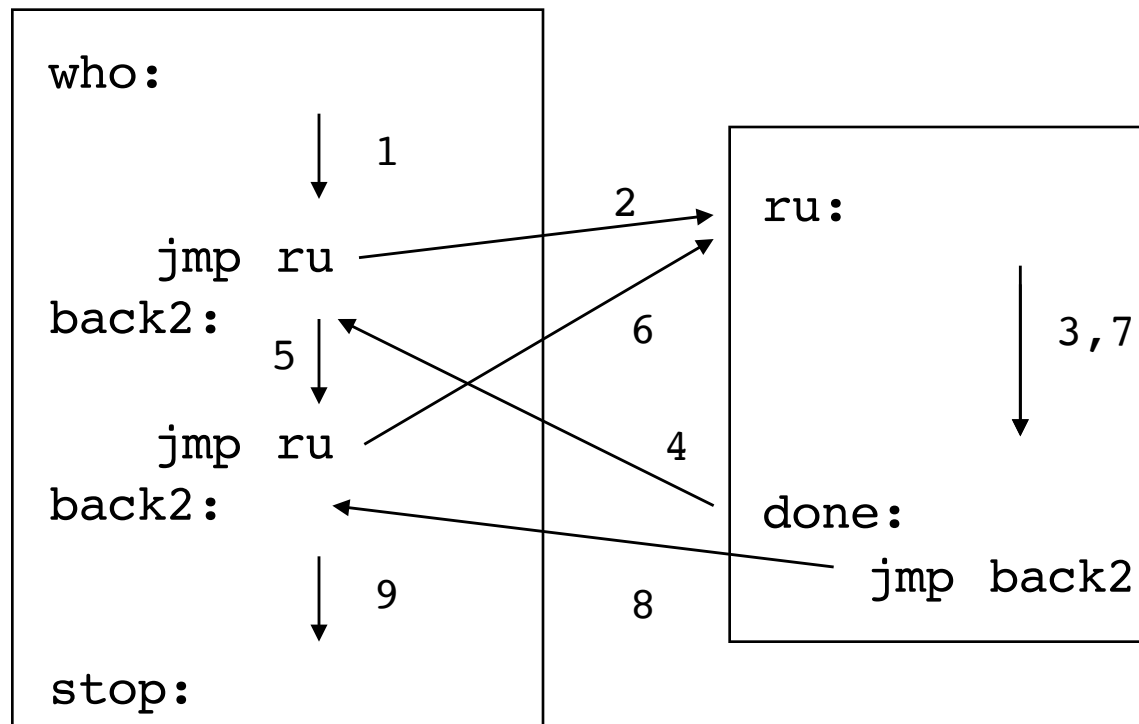 who:
1
jmp ru
back2:
5
jmp ru
back2:
9
stop:
2
6
4
8
ru:
3,7
done:
jmp back2